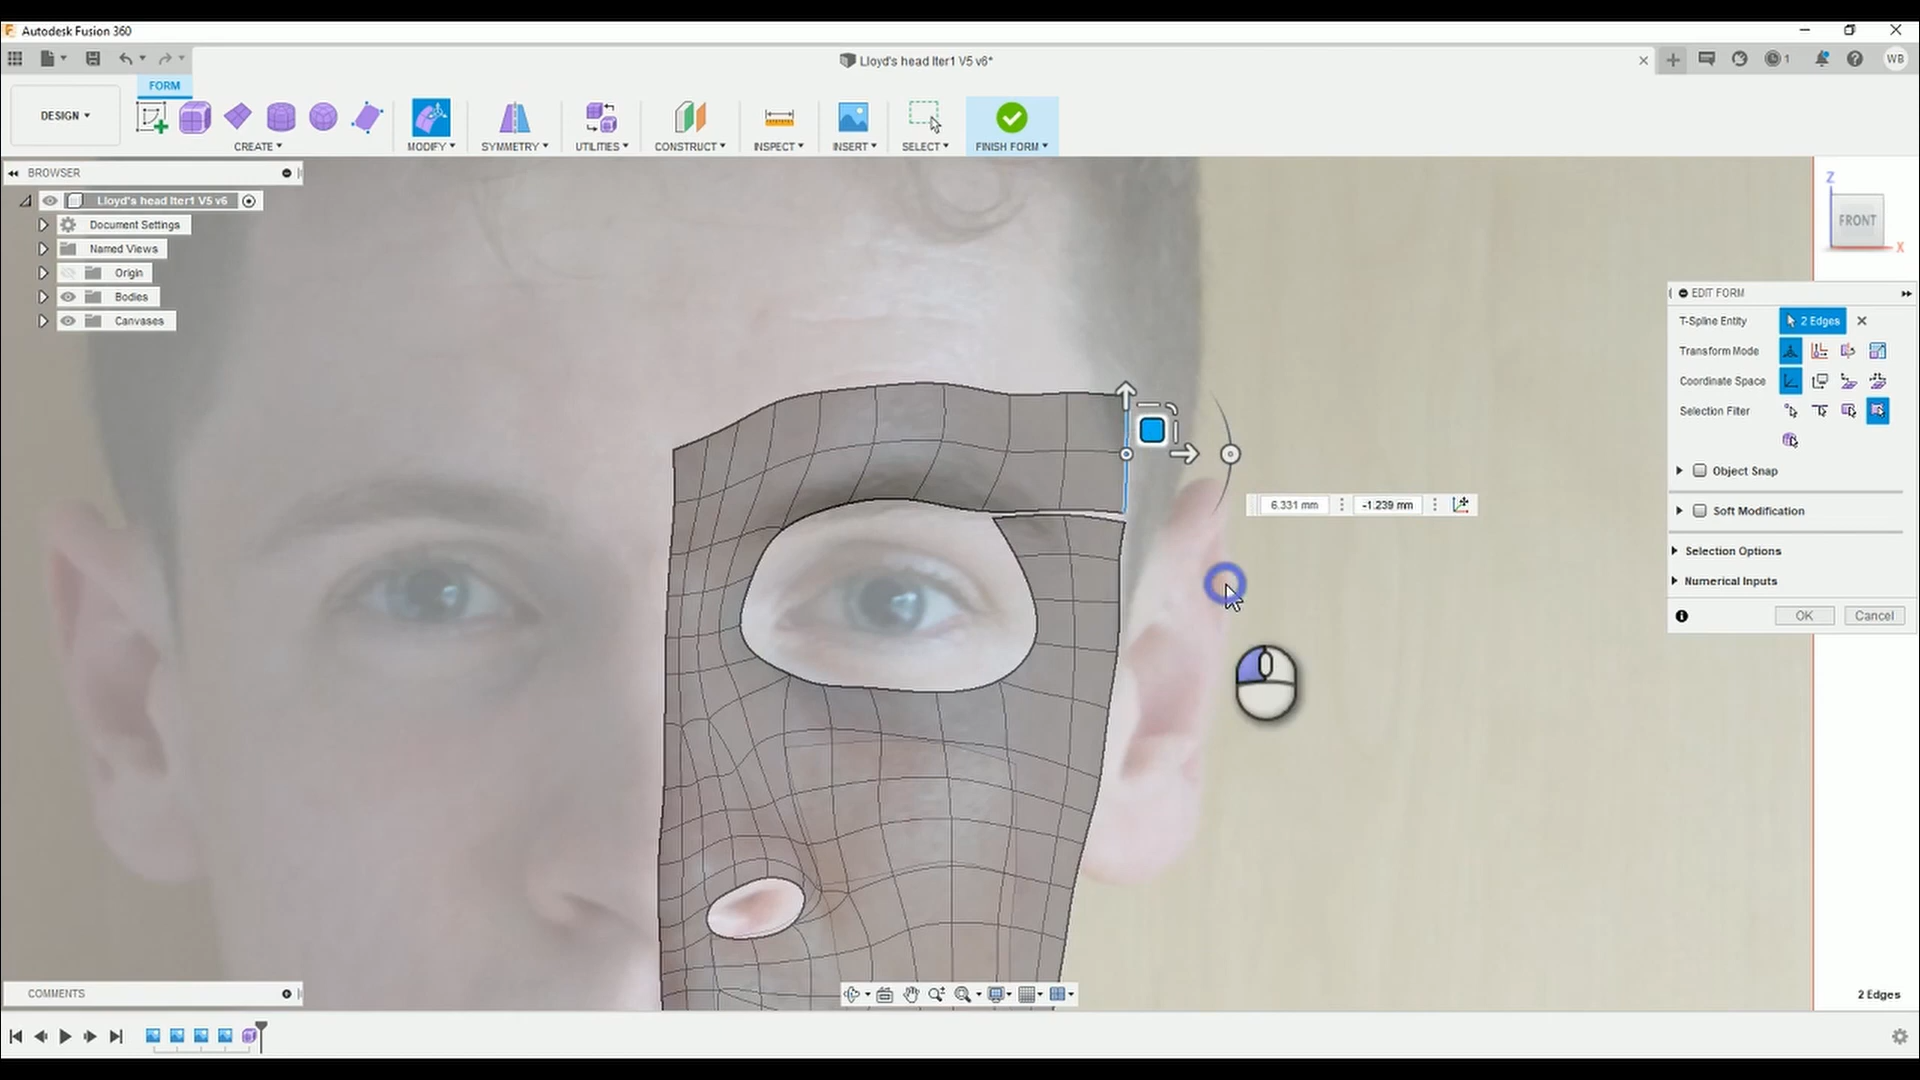 Autodesk Fusion 360
Lloyd's head Iter1 V5 v6*
1
WB
FORM
DESIGN
CREATE
MODIFY
SYMMETRY
UTILITIES
CONSTRUCT
INSPECT
INSERT
SELECT
FINISH FORM
BROWSER
Lloyd's head Iter1 V5 v6
Document Settings
Named Views
Origin
Bodies
Canvases
Z
FRONT
X
EDIT FORM
T-Spline Entity
2 Edges
Transform Mode
Coordinate Space
Selection Filter
Object Snap
Soft Modification
Selection Options
Numerical Inputs
OK
Cancel
6.331 mm
-1.239 mm
COMMENTS
2 Edges